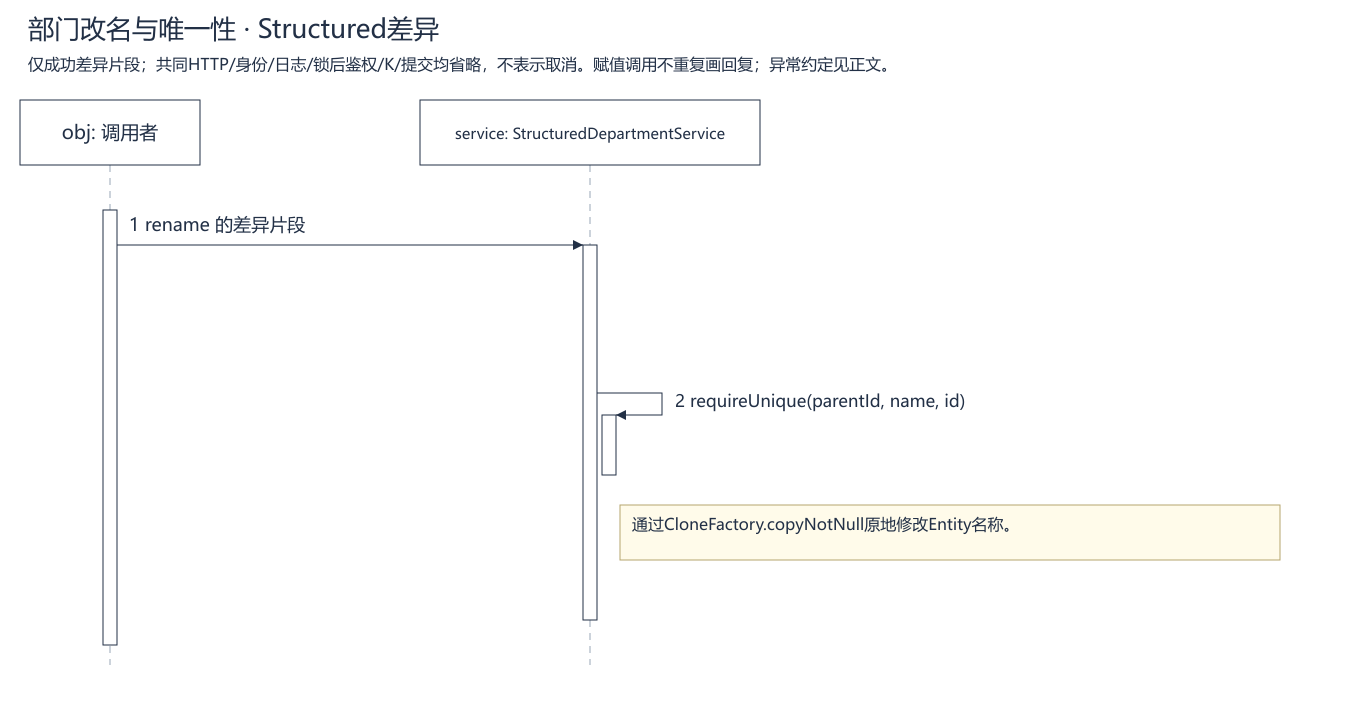 部门改名与唯一性 · Structured差异
仅成功差异片段；共同HTTP/身份/日志/锁后鉴权/K/提交均省略，不表示取消。赋值调用不重复画回复；异常约定见正文。
obj: 调用者
service: StructuredDepartmentService
1 rename 的差异片段
2 requireUnique(parentId, name, id)
通过CloneFactory.copyNotNull原地修改Entity名称。